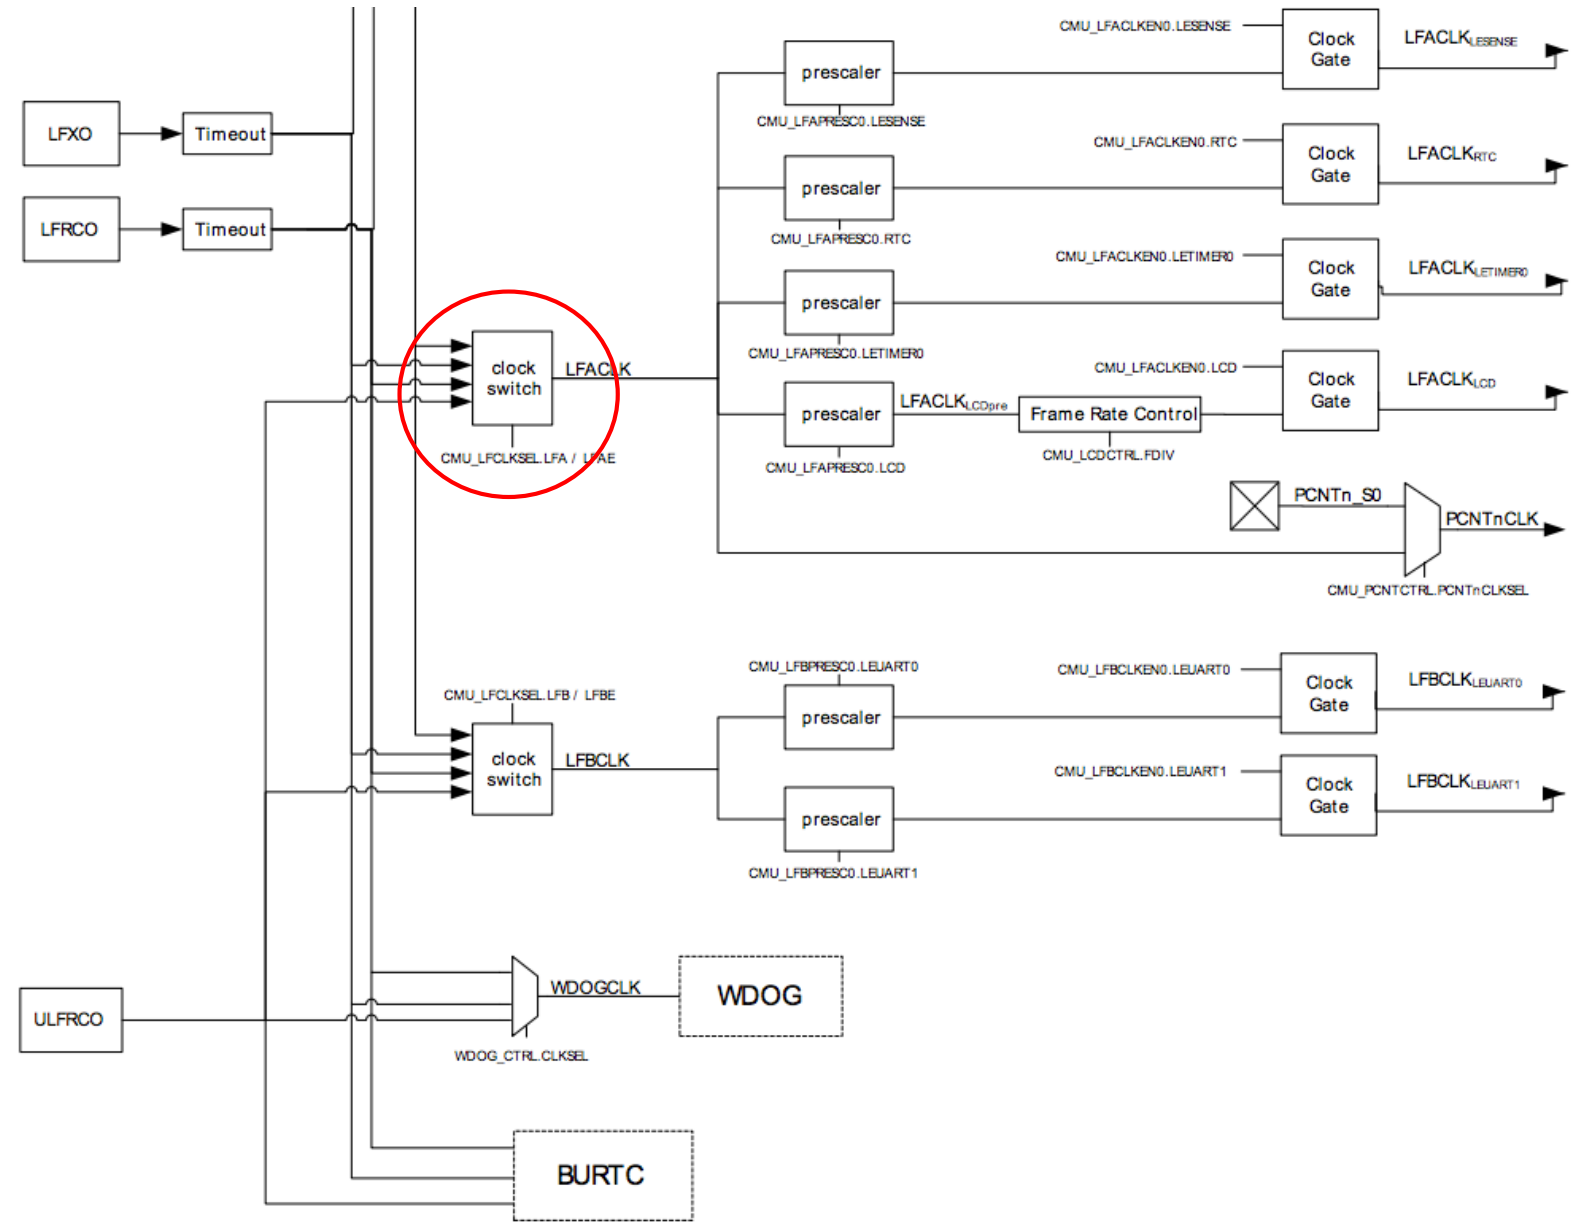 CMU_LFACLKEN0.LESENSE
Clock
Gate
LFACLKLESENSE
prescaler
CMU_LFAPRESC0.LESENSE
LFXO
Timeout
CMU_LFACLKEN0.RTC
Clock
Gate
LFACLKRTC
prescaler
CMU_LFAPRESC0.RTC
LFRCO
Timeout
CMU_LFACLKEN0.LETIMER0
Clock
Gate
LFACLKLETIMER0
prescaler
CMU_LFAPRESC0.LETIMER0
clock
switch
LFACLK
CMU_LFCLKSEL.LFA / LFAE
CMU_LFACLKEN0.LCD
Clock
Gate
LFACLKLCD
prescaler
LFACLKLCDpre
Frame Rate Control
CMU_LFAPRESC0.LCD
CMU_LCDCTRL.FDIV
PCNTn_S0
PCNTnCLK
CMU_PCNTCTRL.PCNTnCLKSEL
CMU_LFCLKSEL.LFB / LFBE
clock
switch
LFBCLK
CMU_LFBPRESC0.LEUART0
prescaler
CMU_LFBCLKEN0.LEUART0
Clock
Gate
LFBCLKLEUART0
CMU_LFBCLKEN0.LEUART1
Clock
Gate
LFBCLKLEUART1
prescaler
CMU_LFBPRESC0.LEUART1
ULFRCO
WDOGCLK
WDOG
WDOG_CTRL.CLKSEL
BURTC